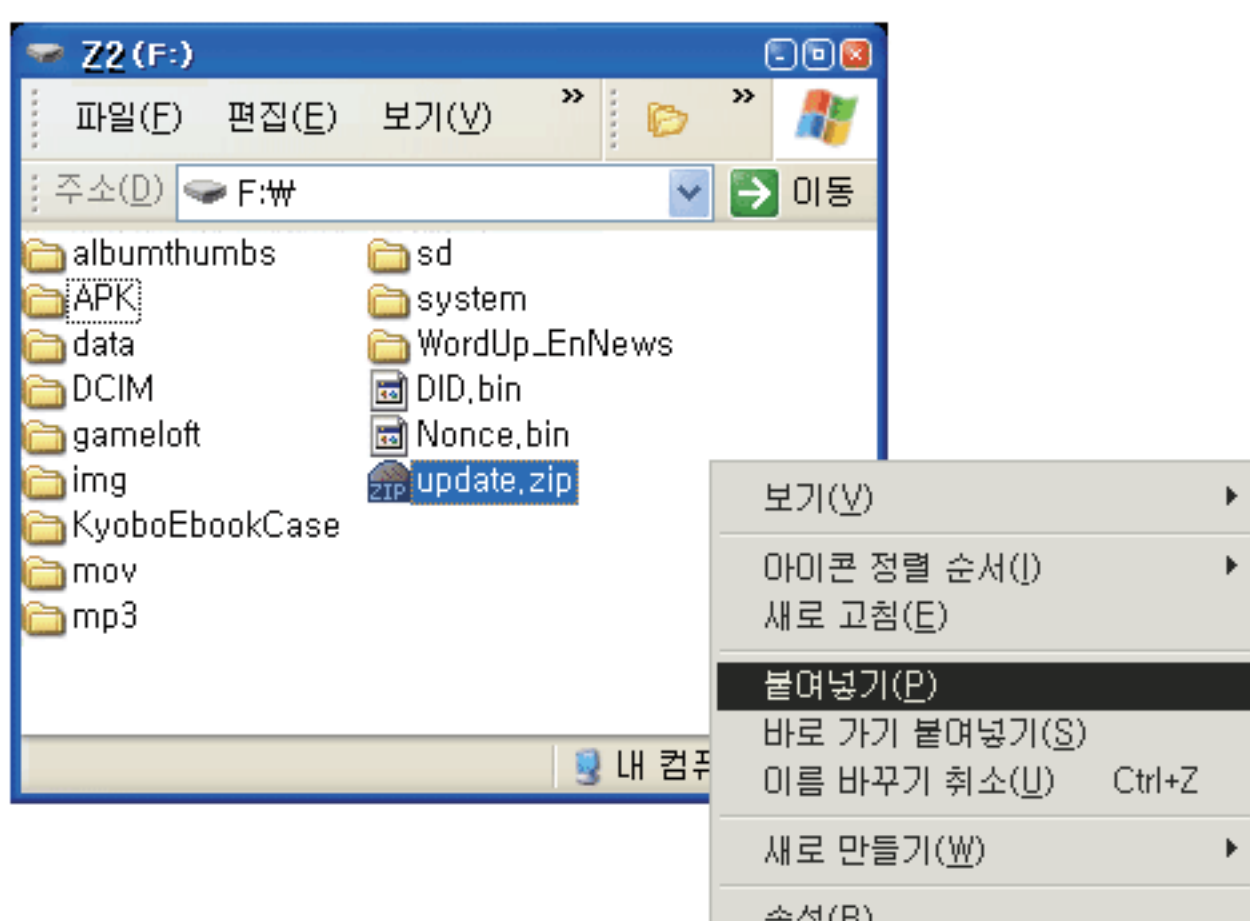 Z2 (F:)
파일(F) 편집(E) 보기(V) » »
주소(D) F:₩ 이동
albumthumbs
APK
data
DCIM
gameloft
img
KyoboEbookCase
mov
mp3
sd
system
WordUp_EnNews
DID.bin
Nonce.bin
ZIP update.zip
내 컴
보기(V)
아이콘 정렬 순서(I)
새로 고침(E)
붙여넣기(P)
바로 가기 붙여넣기(S)
이름 바꾸기 취소(U) Ctrl+Z
새로 만들기(W)
속성(R)